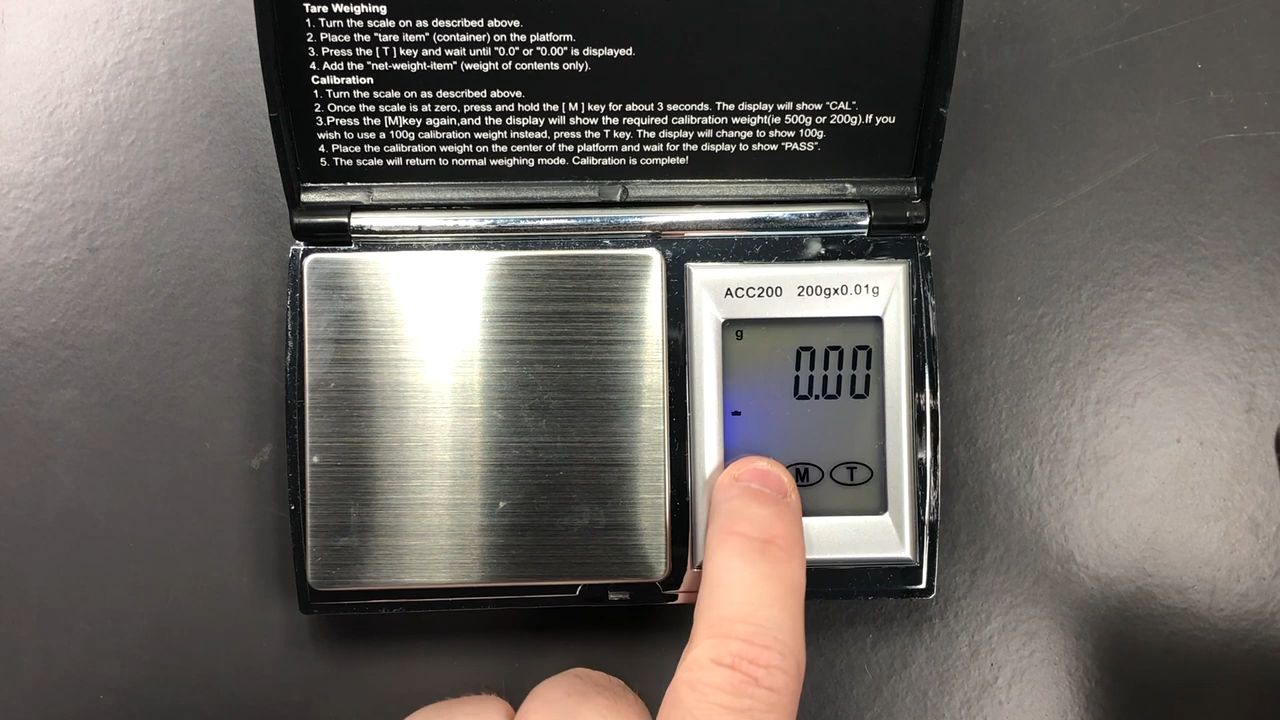 Tare Weighing
1. Turn the scale on as described above.
2. Place the "tare item" (container) on the platform.
3. Press the [ T ] key and wait until "0.0" or "0.00" is displayed.
4. Add the "net-weight-item" (weight of contents only).
Calibration
1. Turn the scale on as described above.
2. Once the scale is at zero, press and hold the [ M ] key for about 3 seconds. The display will show "CAL".
3.Press the [M]key again,and the display will show the required calibration weight(ie 500g or 200g).If you
wish to use a 100g calibration weight instead, press the T key. The display will change to show 100g.
4. Place the calibration weight on the center of the platform and wait for the display to show "PASS".
5. The scale will return to normal weighing mode. Calibration is complete!
ACC200 200gx0.01g
g
0.00
M T